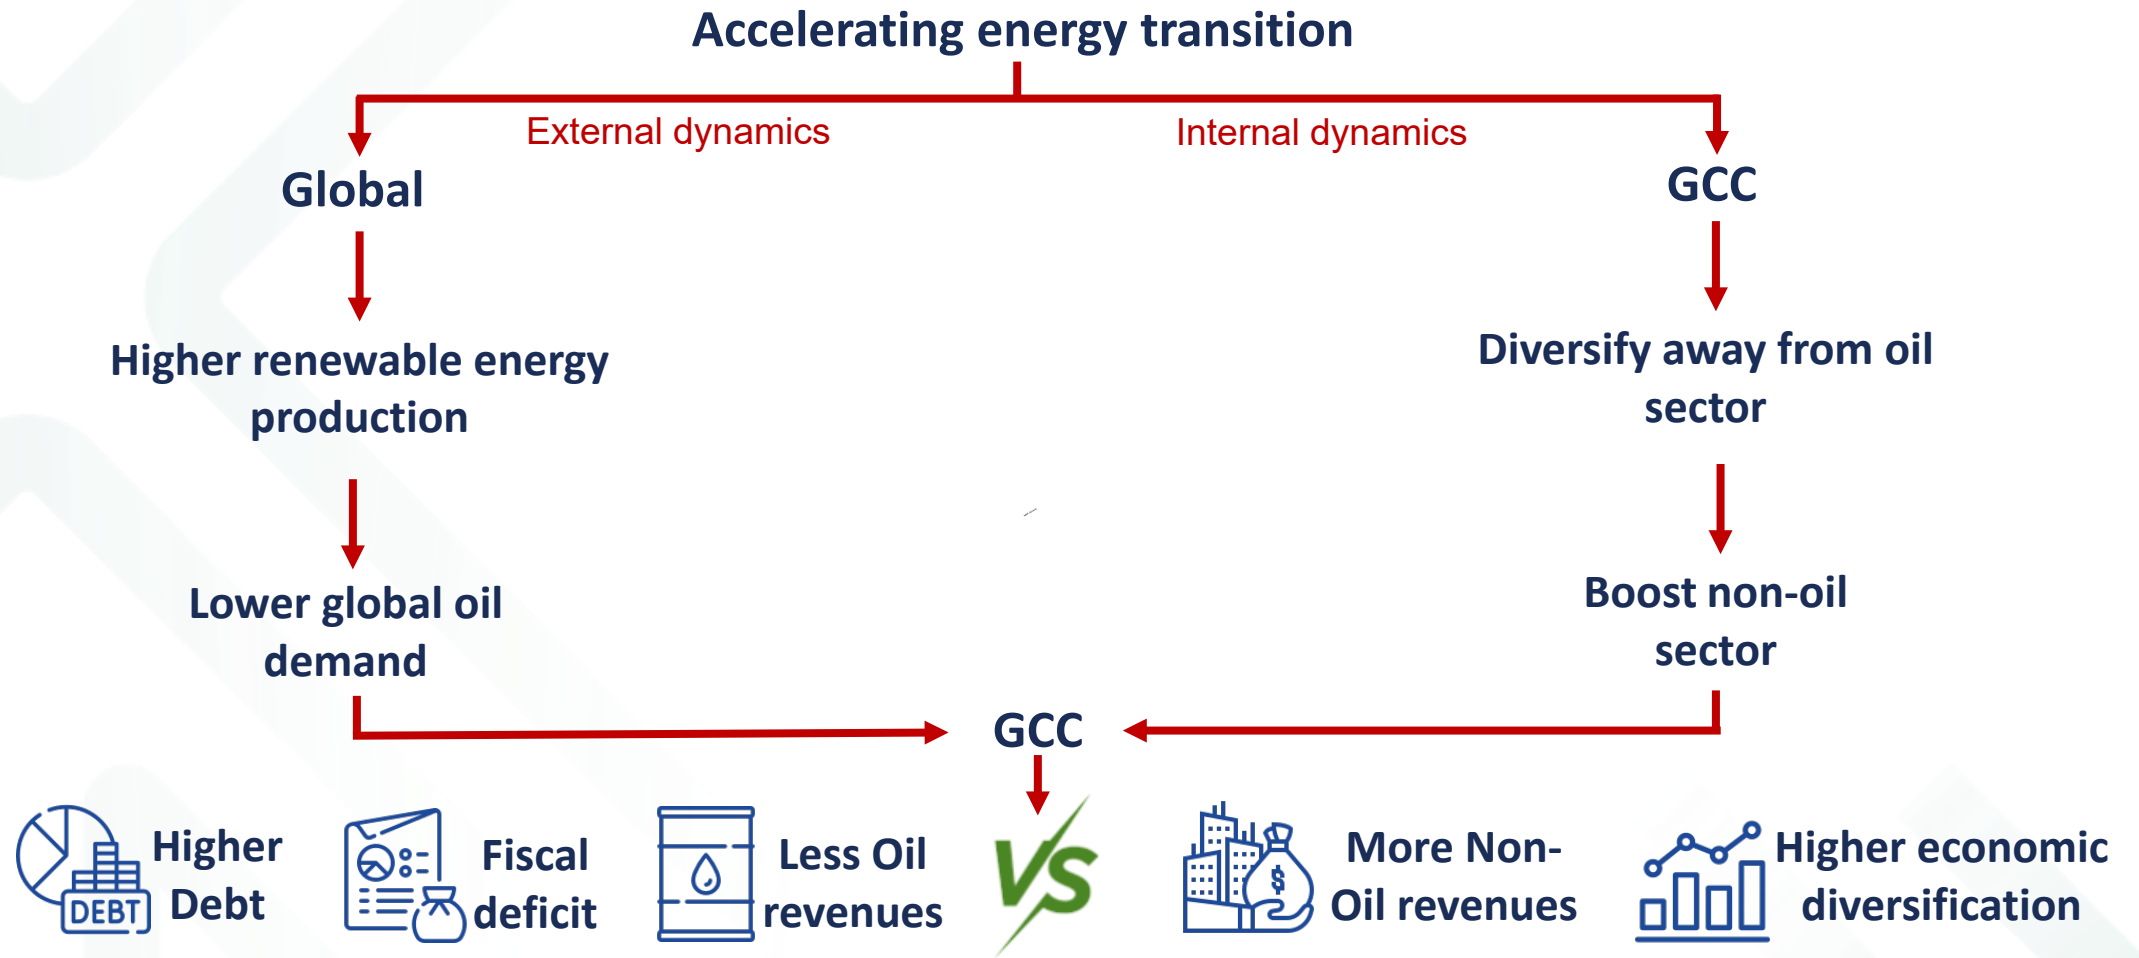 Accelerating energy transition
External dynamics
Internal dynamics
Global
GCC
Higher renewable energy
production
Diversify away from oil
sector
Lower global oil
demand
Boost non-oil
sector
GCC
DEBT
Higher
Debt
Fiscal
deficit
Less Oil
revenues
VS
$
More Non-
Oil revenues
Higher economic
diversification